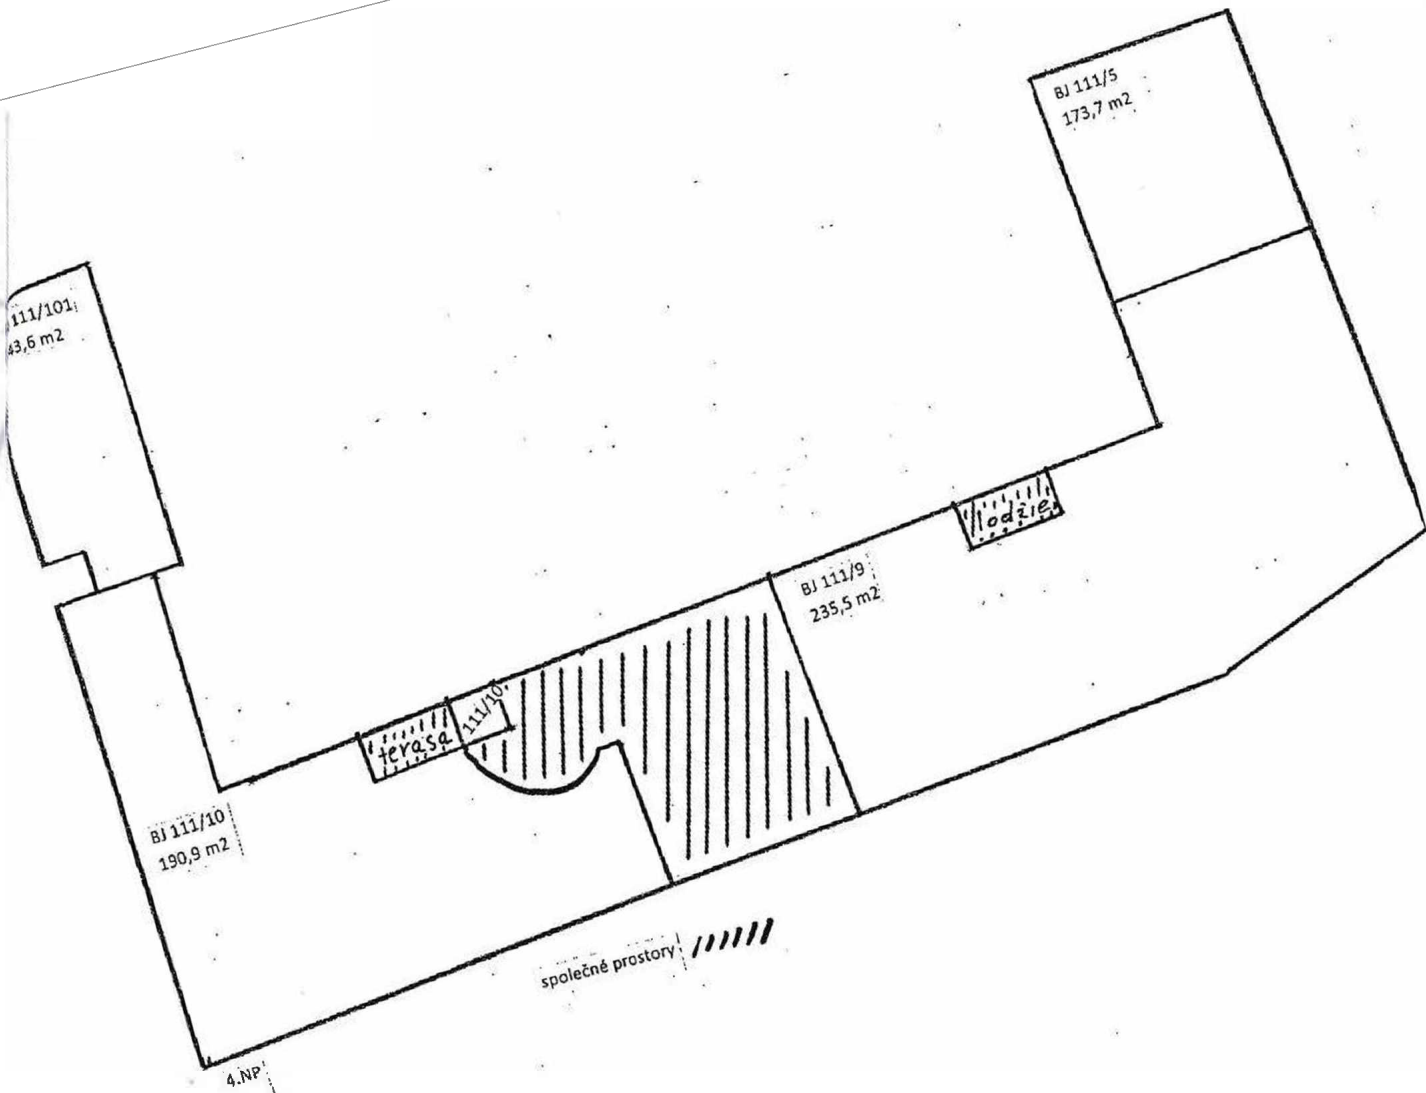 BJ 111/5
173,7 m2
111/101
43,6 m2
lodžie
BJ 111/9
235,5 m2
111/10
terasa
BJ 111/10
190,9 m2
společné prostory
4.NP